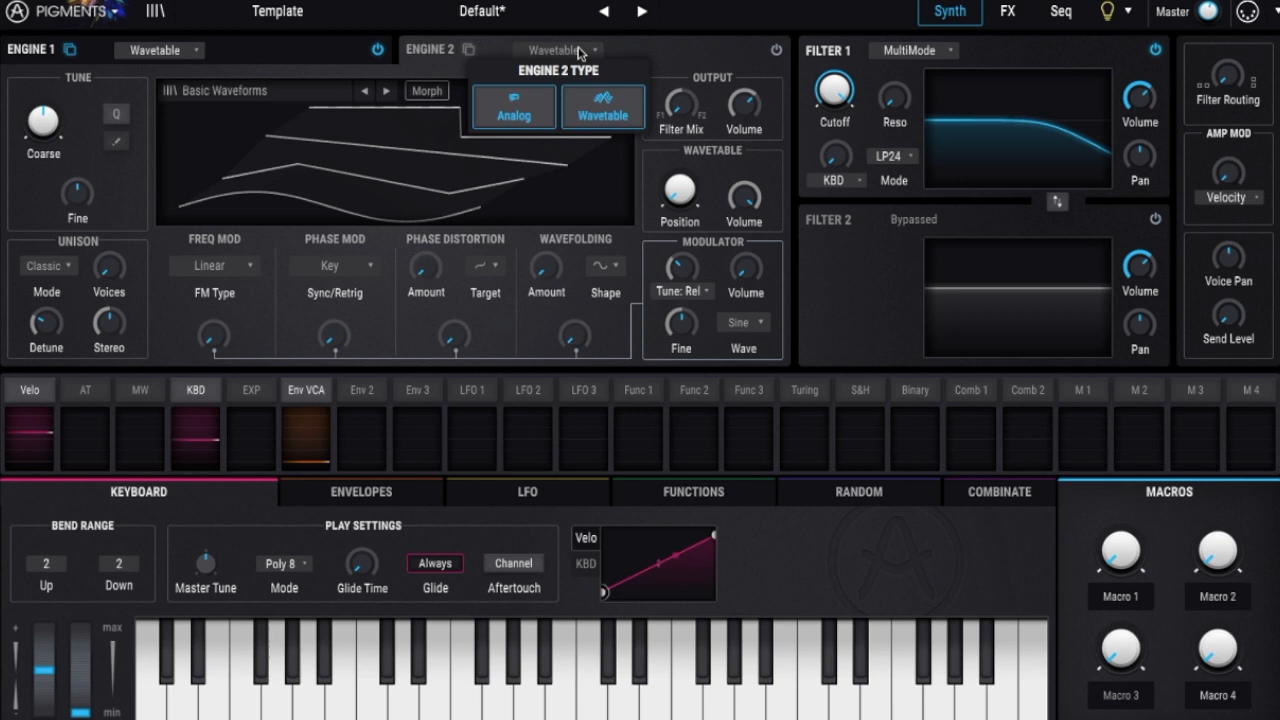 PIGMENTS
Template
Default*
Synth
FX
Seq
Master
ENGINE 1
Wavetable
ENGINE 2
Wavetable
ENGINE 2 TYPE
Analog
Wavetable
TUNE
Coarse
Q
Fine
Basic Waveforms
Morph
OUTPUT
F1
F2
Filter Mix
Volume
WAVETABLE
Position
Volume
UNISON
Classic
Mode
Voices
Detune
Stereo
FREQ MOD
Linear
FM Type
PHASE MOD
Key
Sync/Retrig
PHASE DISTORTION
Amount
Target
WAVEFOLDING
Amount
Shape
MODULATOR
Tune: Rel
Volume
Fine
Sine
Wave
FILTER 1
MultiMode
Cutoff
Reso
KBD
LP24
Mode
Volume
Pan
FILTER 2
Bypassed
Volume
Pan
Filter Routing
AMP MOD
Velocity
Voice Pan
Send Level
Velo
AT
MW
KBD
EXP
Env VCA
Env 2
Env 3
LFO 1
LFO 2
LFO 3
Func 1
Func 2
Func 3
Turing
S&H
Binary
Comb 1
Comb 2
M 1
M 2
M 3
M 4
KEYBOARD
ENVELOPES
LFO
FUNCTIONS
RANDOM
COMBINATE
MACROS
BEND RANGE
2
2
Up
Down
PLAY SETTINGS
Master Tune
Poly 8
Mode
Glide Time
Always
Glide
Channel
Aftertouch
Velo
KBD
Macro 1
Macro 2
Macro 3
Macro 4
+
-
max
min